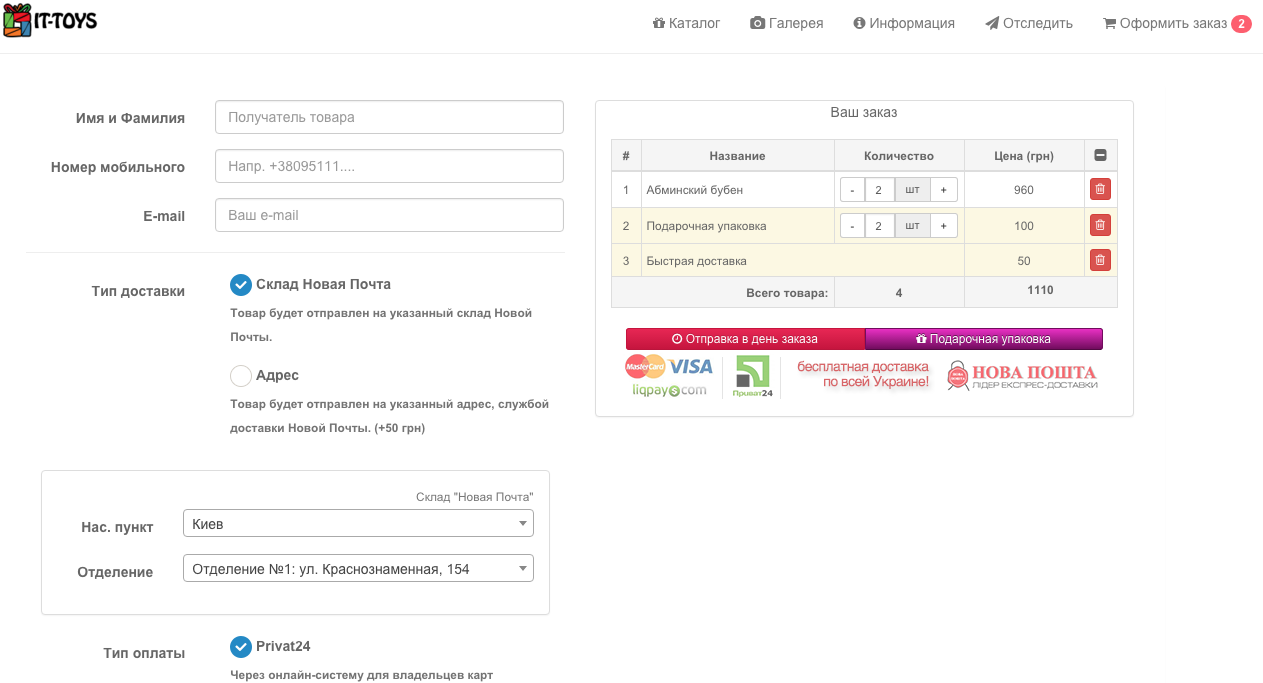 IT-TOYS
Каталог
Галерея
Информация
Отследить
Оформить заказ 2
Имя и Фамилия
Получатель товара
Номер мобильного
Напр. +38095111....
E-mail
Ваш e-mail
Тип доставки
Склад Новая Почта
Товар будет отправлен на указанный склад Новой
Почты.
Адрес
Товар будет отправлен на указанный адрес, службой
доставки Новой Почты. (+50 грн)
Склад "Новая Почта"
Нас. пункт
Киев
Отделение
Отделение №1: ул. Краснознаменная, 154
Тип оплаты
Privat24
Через онлайн-систему для владельцев карт
Ваш заказ
# Название Количество Цена (грн)
1 Абминский бубен - 2 шт + 960
2 Подарочная упаковка - 2 шт + 100
3 Быстрая доставка 50
Всего товара: 4 1110
Отправка в день заказа
Подарочная упаковка
MasterCard VISA
liqpay.com
Приват24
бесплатная доставка
по всей Украине!
НОВА ПОШТА
ЛІДЕР ЕКСПРЕС-ДОСТАВКИ